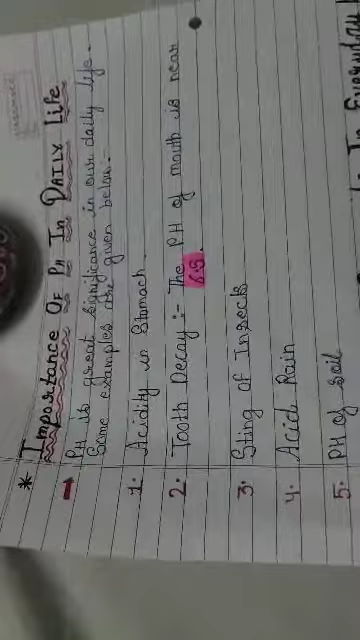 * IMPORTANCE OF PH IN DAILY LIFE
→ PH is great significance in our daily life.
Some examples are given below:-
1. Acidity in Stomach
2. Tooth Decay :- The PH of mouth is near
6.5.
3. Sting of Insects
4. Acid Rain
5. PH of soil